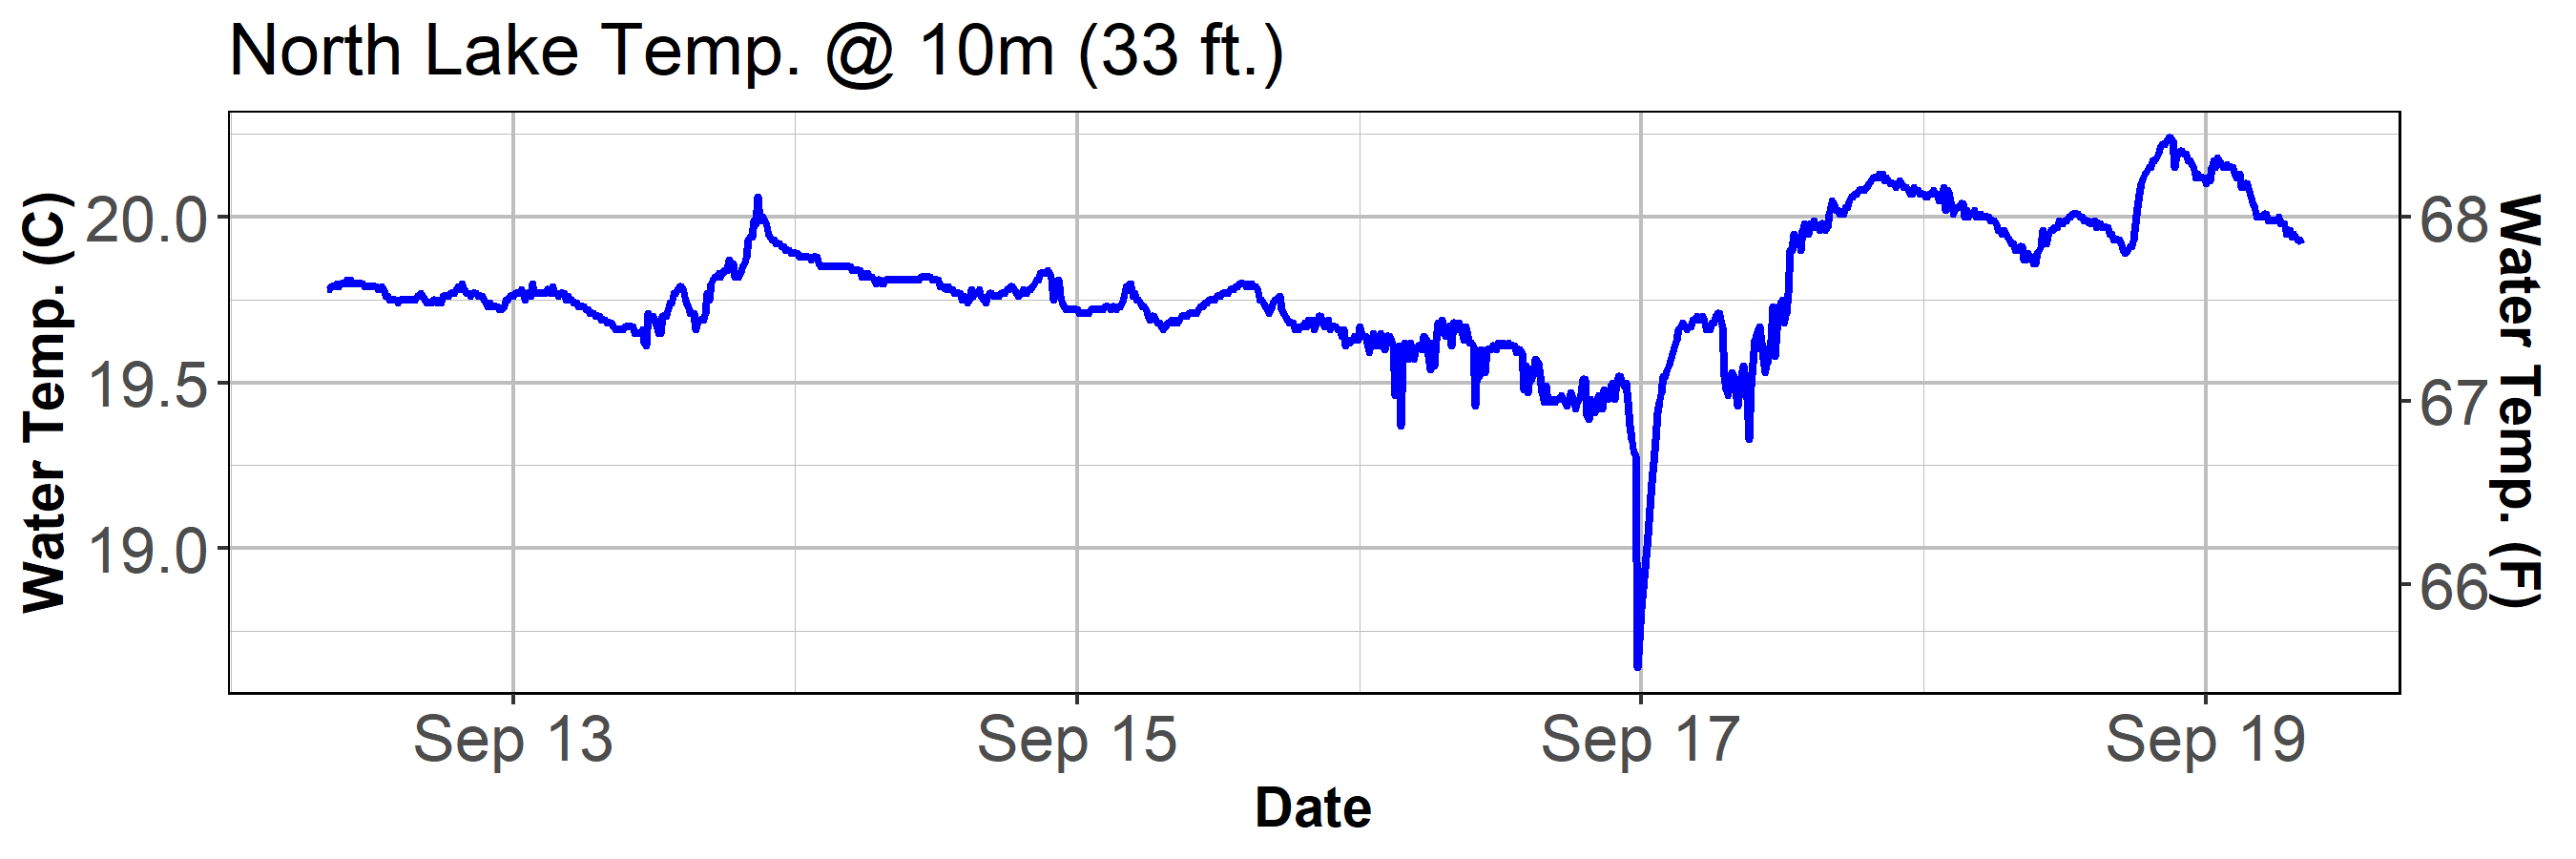 North Lake Temp. @ 10m (33 ft.)
Water Temp. (C)
20.0
19.5
19.0
68
67
66
Water Temp. (F)
Sep 13
Sep 15
Sep 17
Sep 19
Date